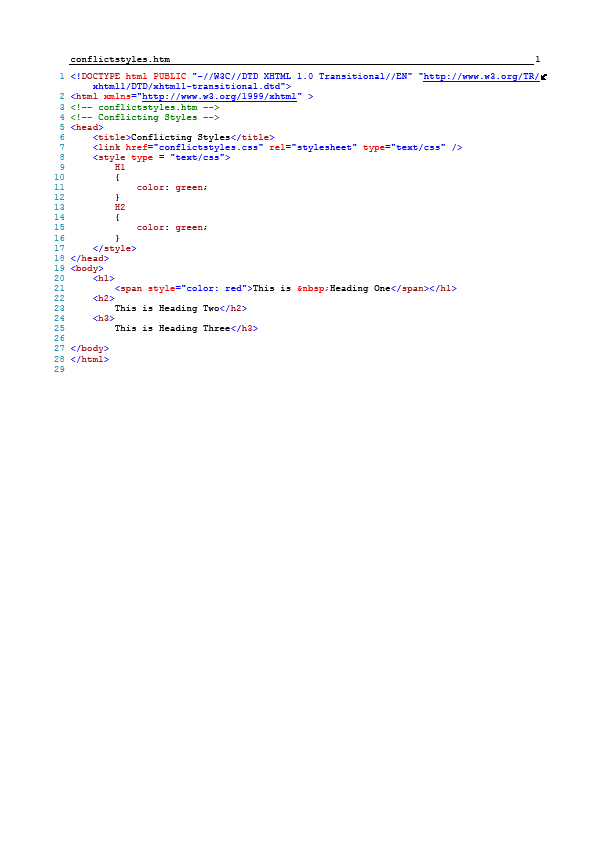 conflictstyles.htm 1
1 <!DOCTYPE html PUBLIC "-//W3C//DTD XHTML 1.0 Transitional//EN" "http://www.w3.org/TR/
xhtml1/DTD/xhtml1-transitional.dtd">
2 <html xmlns="http://www.w3.org/1999/xhtml" >
3 <!-- conflictstyles.htm -->
4 <!-- Conflicting Styles -->
5 <head>
6 <title>Conflicting Styles</title>
7 <link href="conflictstyles.css" rel="stylesheet" type="text/css" />
8 <style type = "text/css">
9 H1
10 {
11 color: green;
12 }
13 H2
14 {
15 color: green;
16 }
17 </style>
18 </head>
19 <body>
20 <h1>
21 <span style="color: red">This is &nbsp;Heading One</span></h1>
22 <h2>
23 This is Heading Two</h2>
24 <h3>
25 This is Heading Three</h3>
26
27 </body>
28 </html>
29